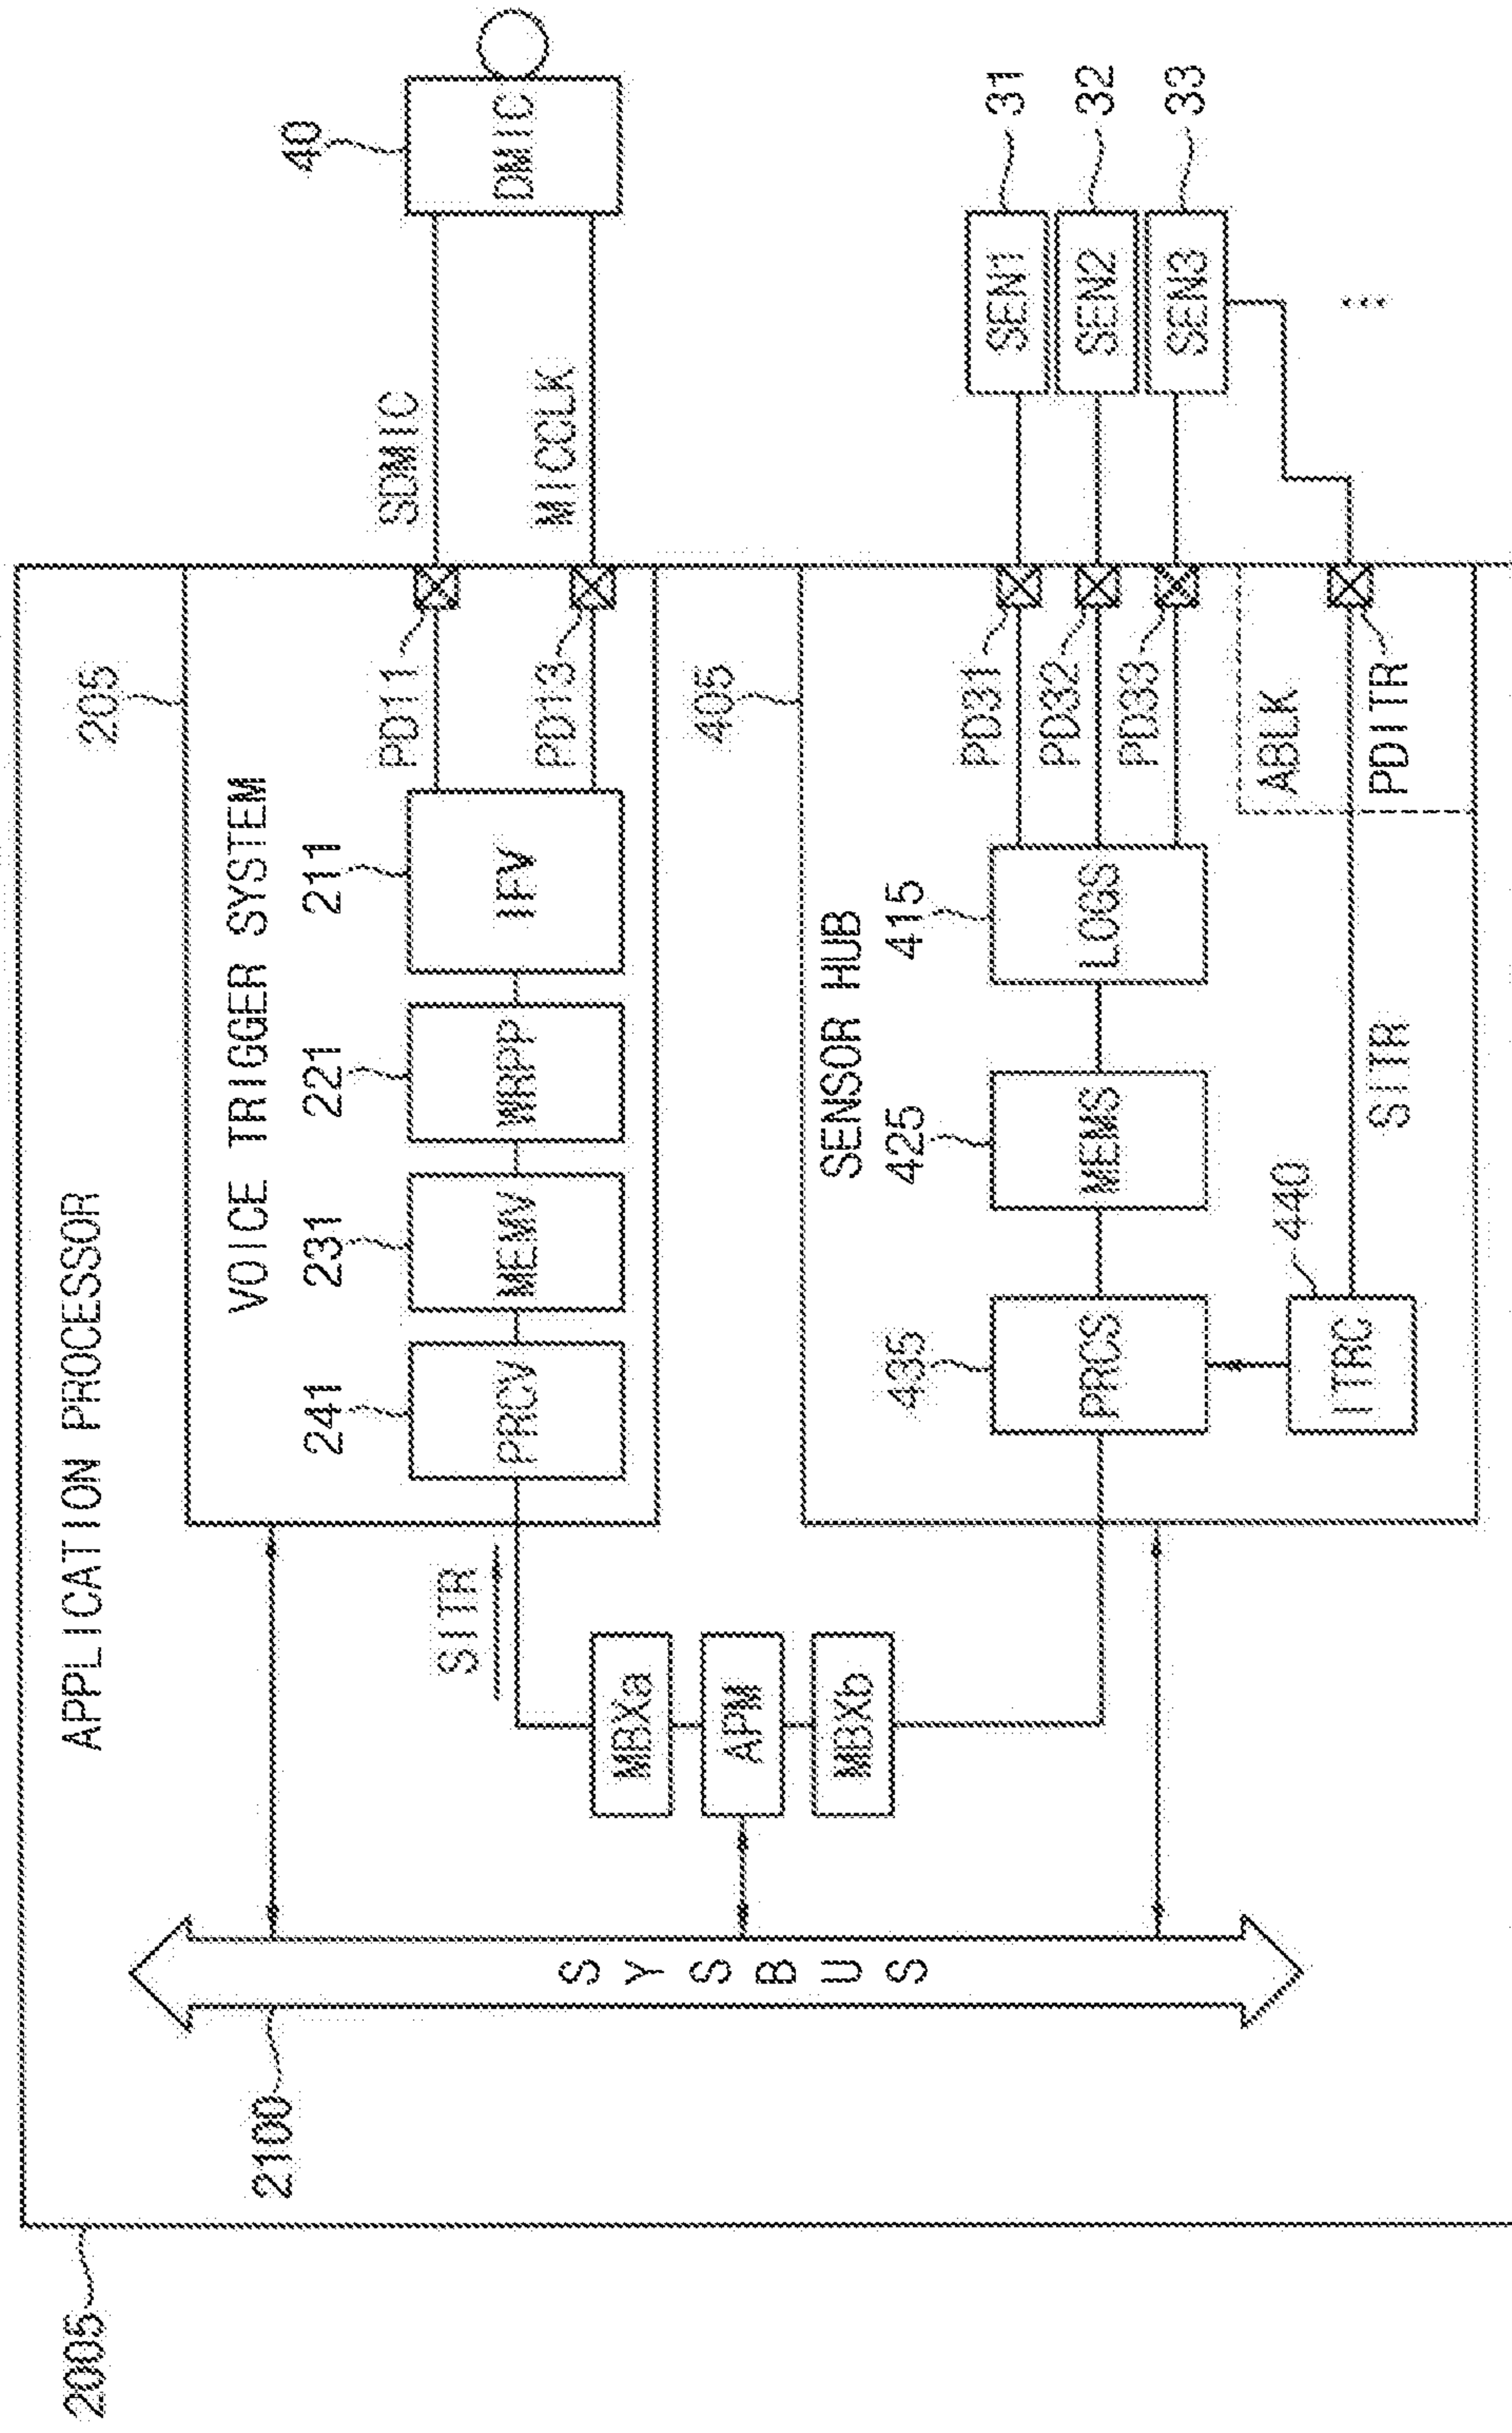 2005
APPLICATION PROCESSOR
2100
SYSBUS
205
VOICE TRIGGER SYSTEM
241
231
221
211
PRCV
MEMV
WRPP
IFV
PD11
PD13
SDMIC
MICCLK
40
DMIC
SITR
MBXa
APM
MBXb
405
SENSOR HUB
435
425
415
PRCS
MEMS
LOGS
PD31
PD32
PD33
SEN1
SEN2
SEN3
31
32
33
440
ITRC
SITR
ABLK
PDITR
⋮